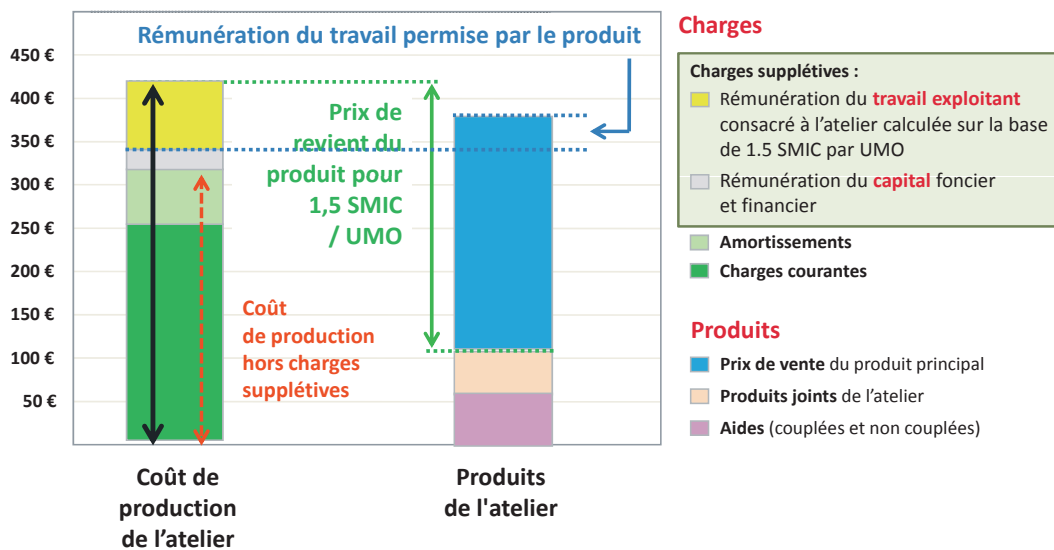 450 €
400 €
350 €
300 €
250 €
200 €
150 €
100 €
50 €
Rémunération du travail permise par le produit
Prix de
revient du
produit pour
1,5 SMIC
/ UMO
Coût
de production
hors charges
supplétives
Coût de
production
de l’atelier
Produits
de l'atelier
Charges
Charges supplétives :
Rémunération du travail exploitant
consacré à l’atelier calculée sur la base
de 1.5 SMIC par UMO
Rémunération du capital foncier
et financier
Amortissements
Charges courantes
Produits
Prix de vente du produit principal
Produits joints de l’atelier
Aides (couplées et non couplées)